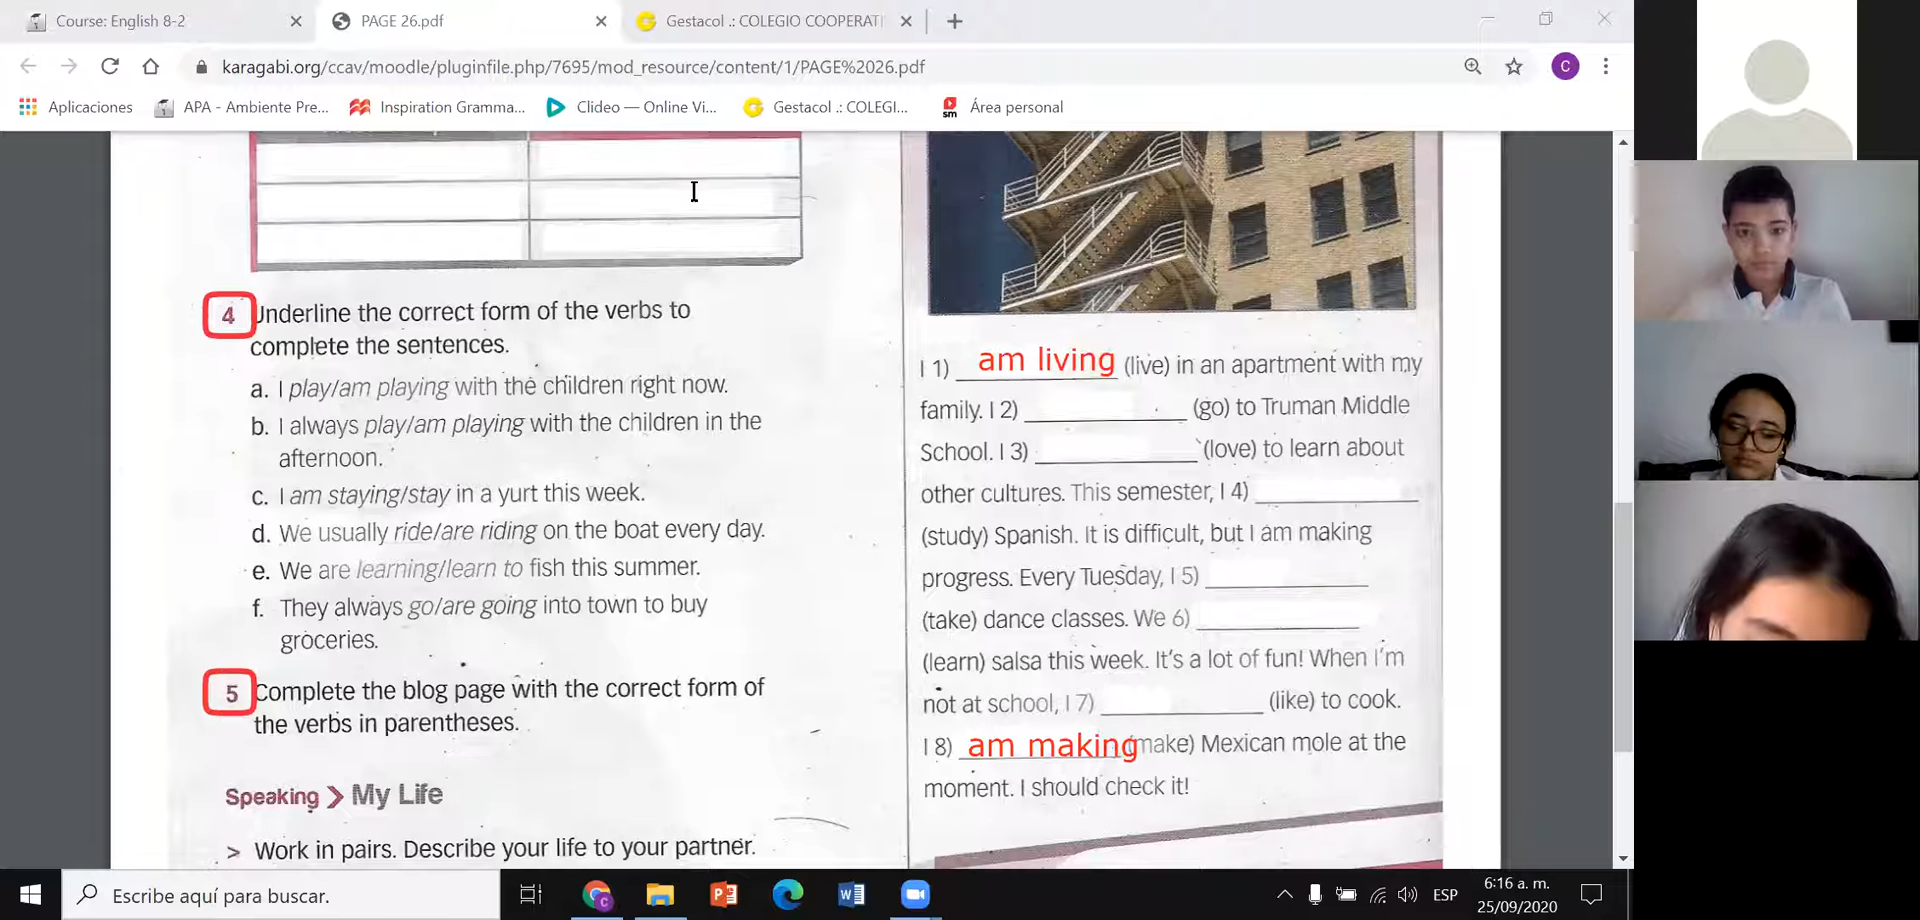 Course: English 8-2
PAGE 26.pdf
Gestacol .: COLEGIO COOPERATI
karagabi.org/ccav/moodle/pluginfile.php/7695/mod_resource/content/1/PAGE%2026.pdf
C
Aplicaciones
APA - Ambiente Pre...
Inspiration Gramma...
Clideo — Online Vi...
Gestacol .: COLEGI...
sm
Área personal
4 Underline the correct form of the verbs to
complete the sentences.
a. I play/am playing with the children right now.
b. I always play/am playing with the children in the
afternoon.
c. I am staying/stay in a yurt this week.
d. We usually ride/are riding on the boat every day.
e. We are learning/learn to fish this summer.
f. They always go/are going into town to buy
groceries.
5 Complete the blog page with the correct form of
the verbs in parentheses.
Speaking > My Life
> Work in pairs. Describe your life to your partner.
I 1) am living (live) in an apartment with my
family. I 2) ____________ (go) to Truman Middle
School. I 3) ____________ (love) to learn about
other cultures. This semester, I 4) ____________
(study) Spanish. It is difficult, but I am making
progress. Every Tuesday, I 5) ____________
(take) dance classes. We 6) ____________
(learn) salsa this week. It's a lot of fun! When I'm
not at school, I 7) ____________ (like) to cook.
I 8) am making (make) Mexican mole at the
moment. I should check it!
Escribe aquí para buscar.
ESP
6:16 a. m.
25/09/2020